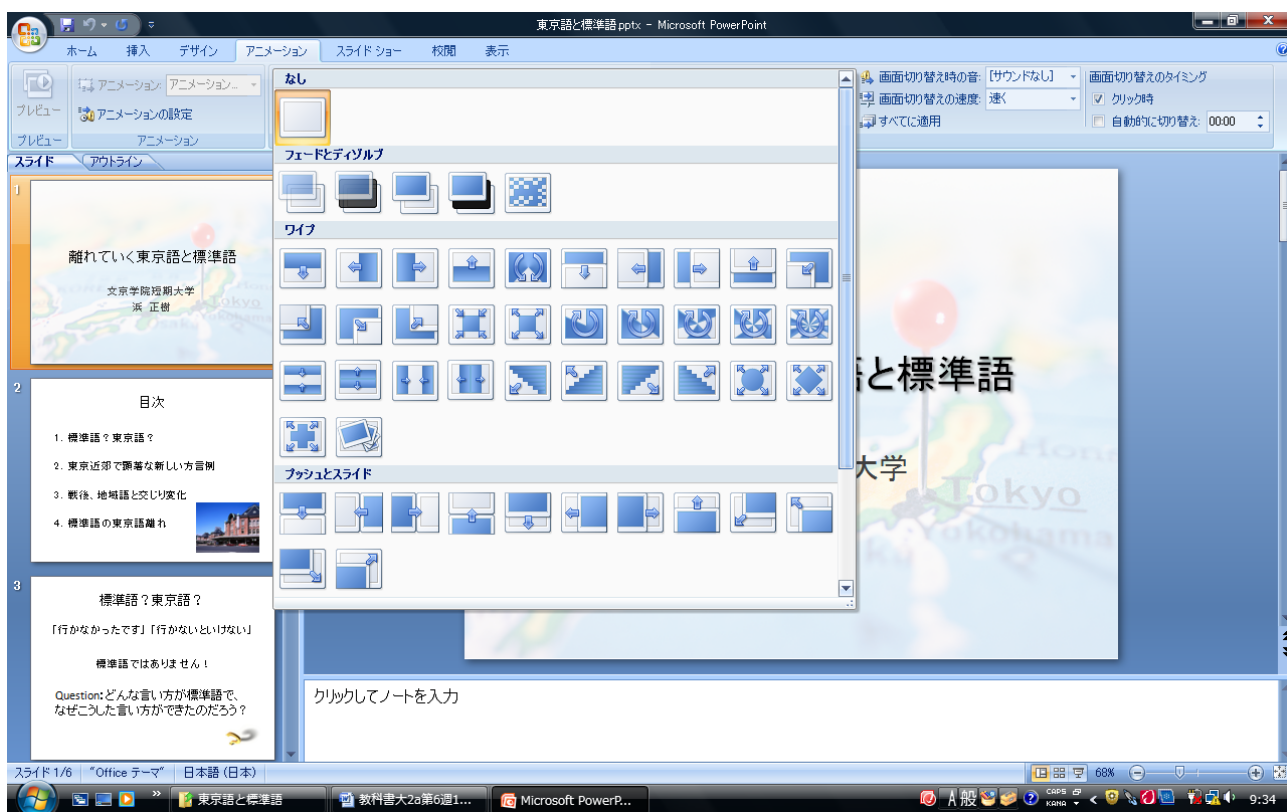 東京語と標準語.pptx - Microsoft PowerPoint
ホーム 挿入 デザイン アニメーション スライド ショー 校閲 表示
プレビュー
アニメーション: アニメーション...
アニメーションの設定
プレビュー アニメーション
なし
フェードとディゾルブ
ワイプ
プッシュとスライド
画面切り替え時の音: [サウンドなし]
画面切り替えの速度: 速く
すべてに適用
画面切り替えのタイミング
クリック時
自動的に切り替え: 00:00
スライド アウトライン
1
離れていく東京語と標準語
文京学院短期大学
浜 正樹
2
目次
1. 標準語?東京語?
2. 東京近郊で顕著な新しい方言例
3. 戦後、地域語と交じり変化
4. 標準語の東京語離れ
3
標準語?東京語?
「行かなかったです」「行かないといけない」
標準語ではありません!
Question:どんな言い方が標準語で、
なぜこうした言い方ができたのだろう?
と標準語
大学
Tokyo
Yokohama
クリックしてノートを入力
スライド 1/6 "Office テーマ" 日本語 (日本) 68%
東京語と標準語 教科書大2a第6週1... Microsoft PowerP... A 般 CAPS KANA 9:34